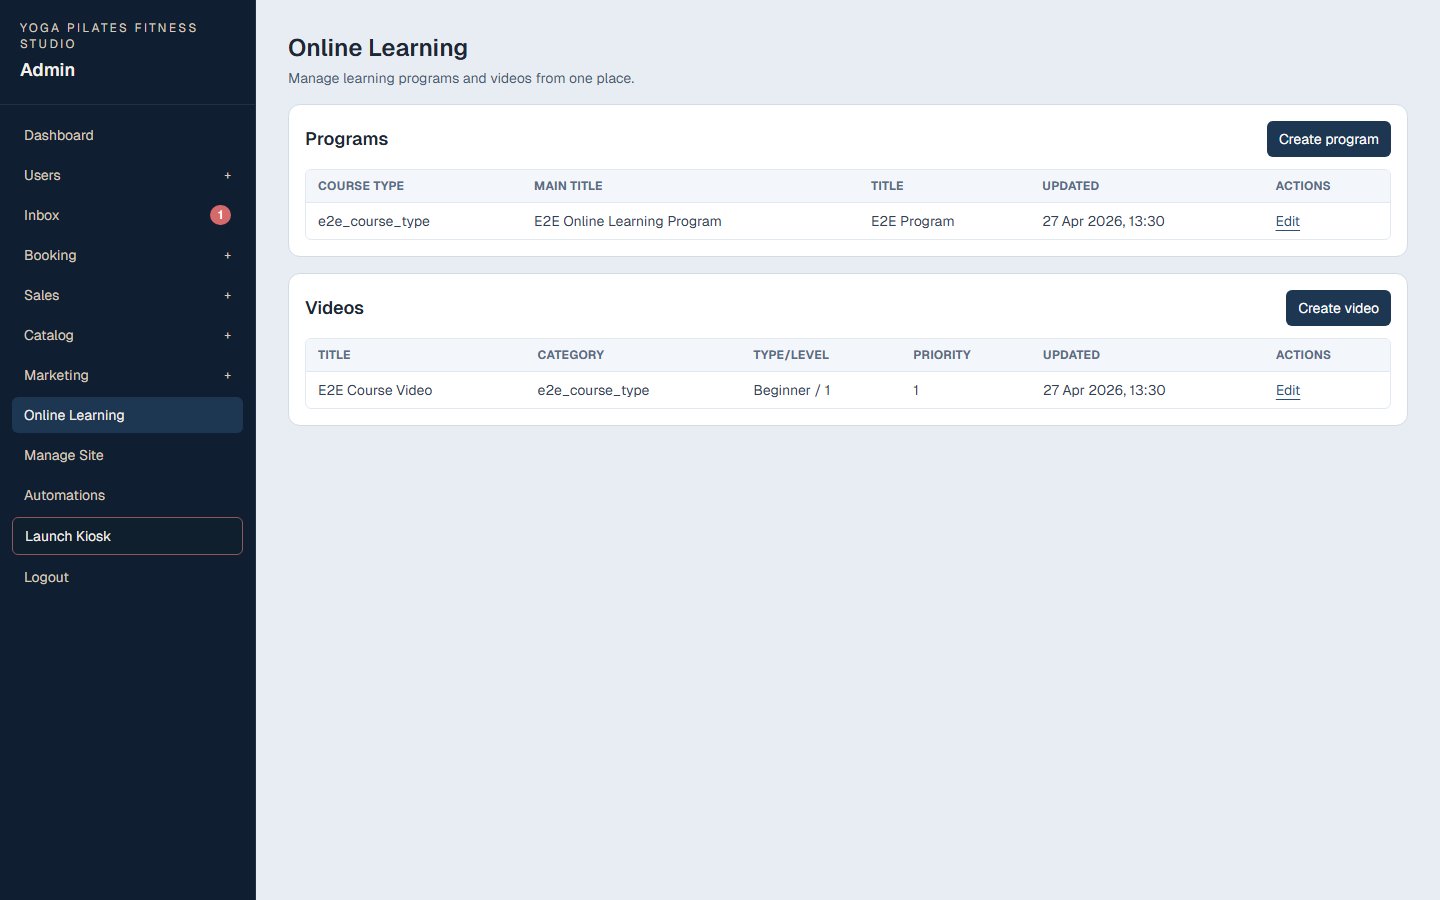 YOGA PILATES FITNESS
STUDIO
Admin
Dashboard
Users +
Inbox 1
Booking +
Sales +
Catalog +
Marketing +
Online Learning
Manage Site
Automations
Launch Kiosk
Logout
Online Learning
Manage learning programs and videos from one place.
Programs Create program
COURSE TYPE MAIN TITLE TITLE UPDATED ACTIONS
e2e_course_type E2E Online Learning Program E2E Program 27 Apr 2026, 13:30 Edit
Videos Create video
TITLE CATEGORY TYPE/LEVEL PRIORITY UPDATED ACTIONS
E2E Course Video e2e_course_type Beginner / 1 1 27 Apr 2026, 13:30 Edit